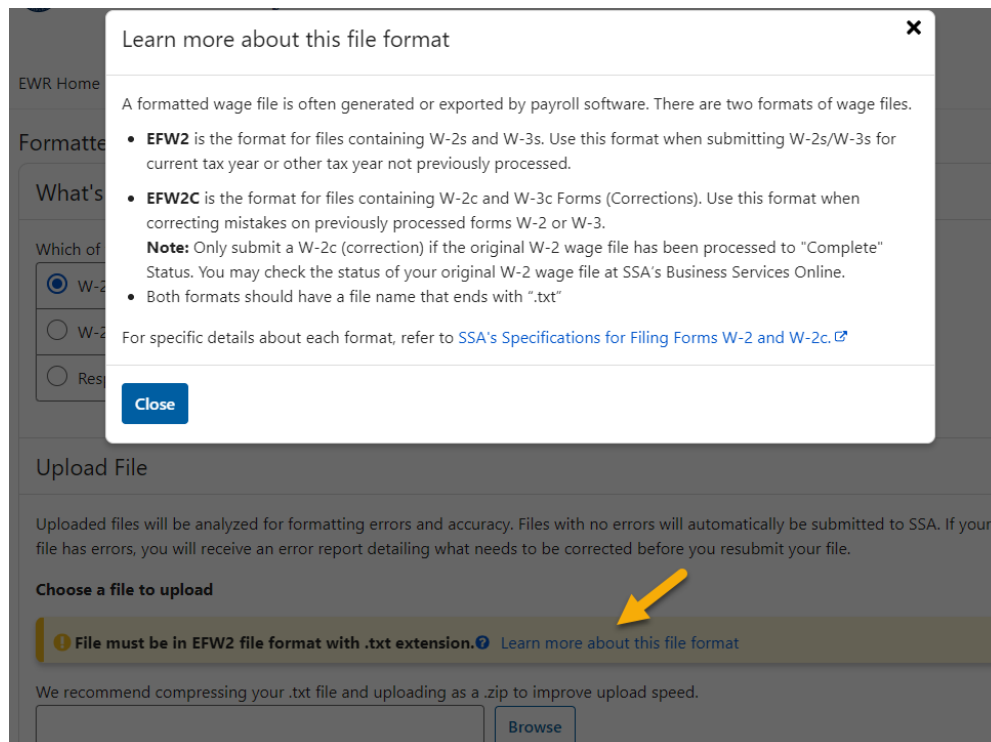 Learn more about this file format
EWR Home
A formatted wage file is often generated or exported by payroll software. There are two formats of wage files.
Formatte
• EFW2 is the format for files containing W-2s and W-3s. Use this format when submitting W-2s/W-3s for
current tax year or other tax year not previously processed.
What's
• EFW2C is the format for files containing W-2c and W-3c Forms (Corrections). Use this format when
correcting mistakes on previously processed forms W-2 or W-3.
Which of
Note: Only submit a W-2c (correction) if the original W-2 wage file has been processed to "Complete"
Status. You may check the status of your original W-2 wage file at SSA's Business Services Online.
W-2
• Both formats should have a file name that ends with ".txt"
W-2
For specific details about each format, refer to SSA's Specifications for Filing Forms W-2 and W-2c.
Resp
Close
Upload File
Uploaded files will be analyzed for formatting errors and accuracy. Files with no errors will automatically be submitted to SSA. If your
file has errors, you will receive an error report detailing what needs to be corrected before you resubmit your file.
Choose a file to upload
File must be in EFW2 file format with .txt extension. Learn more about this file format
We recommend compressing your .txt file and uploading as a .zip to improve upload speed.
Browse